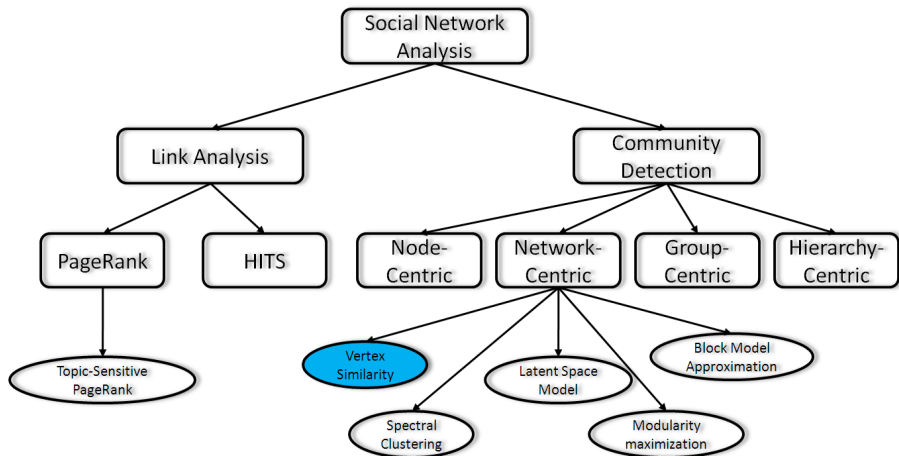 Social Network
Analysis
Link Analysis
Community
Detection
PageRank
HITS
Node-
Centric
Network-
Centric
Group-
Centric
Hierarchy-
Centric
Topic-Sensitive
PageRank
Vertex
Similarity
Latent Space
Model
Block Model
Approximation
Spectral
Clustering
Modularity
maximization